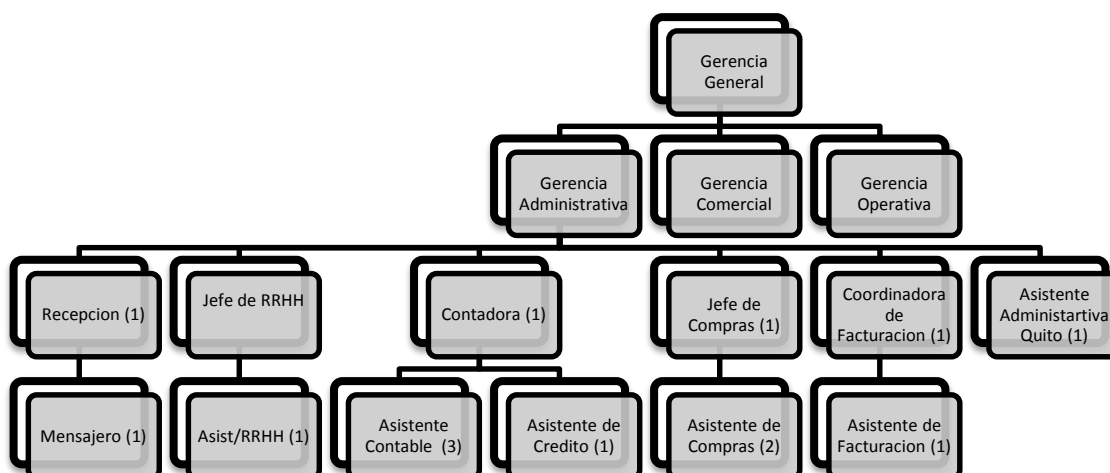 Gerencia
General
Gerencia
Administrativa
Gerencia
Comercial
Gerencia
Operativa
Recepcion (1)
Jefe de RRHH
Contadora (1)
Jefe de
Compras (1)
Coordinadora
de
Facturacion (1)
Asistente
Administartiva
Quito (1)
Mensajero (1)
Asist/RRHH (1)
Asistente
Contable (3)
Asistente de
Credito (1)
Asistente de
Compras (2)
Asistente de
Facturacion (1)